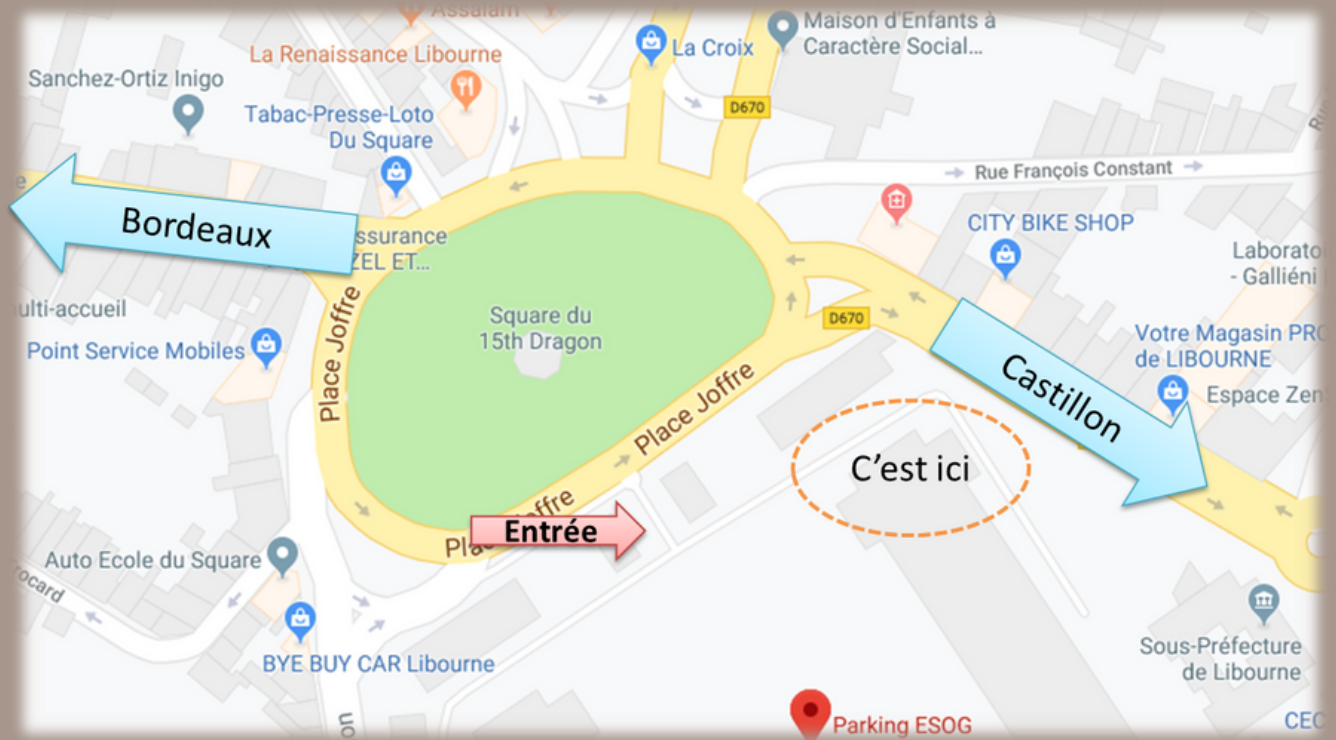 Assalam
La Renaissance Libourne
Sanchez-Ortiz Inigo
Tabac-Presse-Loto
Du Square
La Croix
Maison d'Enfants à
Caractère Social...
D670
Rue François Constant
Bordeaux
ssurance
ZEL ET...
CITY BIKE SHOP
Laborato
- Galliéni
ulti-accueil
Point Service Mobiles
Place Joffre
Square du
15th Dragon
D670
Votre Magasin PRO
de LIBOURNE
Espace Zen
Castillon
Place Joffre
C'est ici
Place Joffre
Entrée
Auto Ecole du Square
rocard
BYE BUY CAR Libourne
Sous-Préfecture
de Libourne
Parking ESOG
CEC